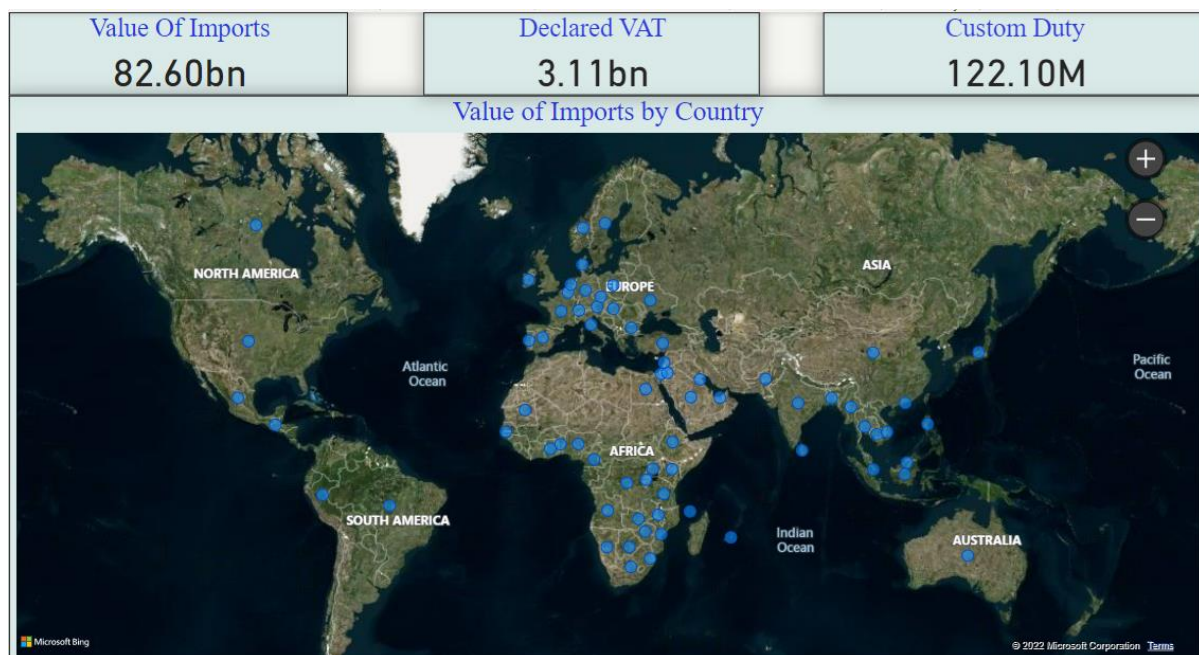 Value Of Imports
82.60bn
Declared VAT
3.11bn
Custom Duty
122.10M
Value of Imports by Country
NORTH AMERICA
EUROPE
ASIA
Atlantic
Ocean
Pacific
Ocean
AFRICA
SOUTH AMERICA
Indian
Ocean
AUSTRALIA
Microsoft Bing
© 2022 Microsoft Corporation Terms